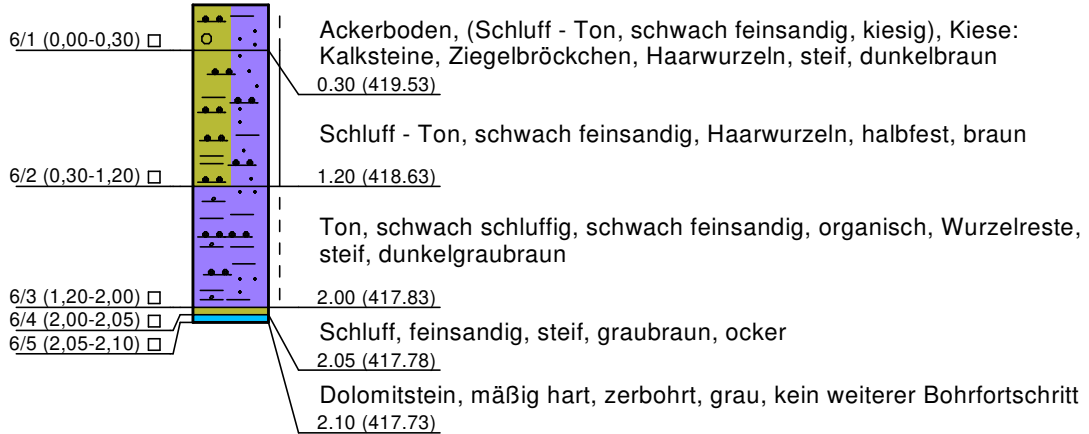 6/1 (0,00-0,30)
Ackerboden, (Schluff - Ton, schwach feinsandig, kiesig), Kiese:
Kalksteine, Ziegelbröckchen, Haarwurzeln, steif, dunkelbraun
0.30 (419.53)
6/2 (0,30-1,20)
Schluff - Ton, schwach feinsandig, Haarwurzeln, halbfest, braun
1.20 (418.63)
6/3 (1,20-2,00)
Ton, schwach schluffig, schwach feinsandig, organisch, Wurzelreste,
steif, dunkelgraubraun
2.00 (417.83)
6/4 (2,00-2,05)
Schluff, feinsandig, steif, graubraun, ocker
2.05 (417.78)
6/5 (2,05-2,10)
Dolomitstein, mäßig hart, zerbohrt, grau, kein weiterer Bohrfortschritt
2.10 (417.73)